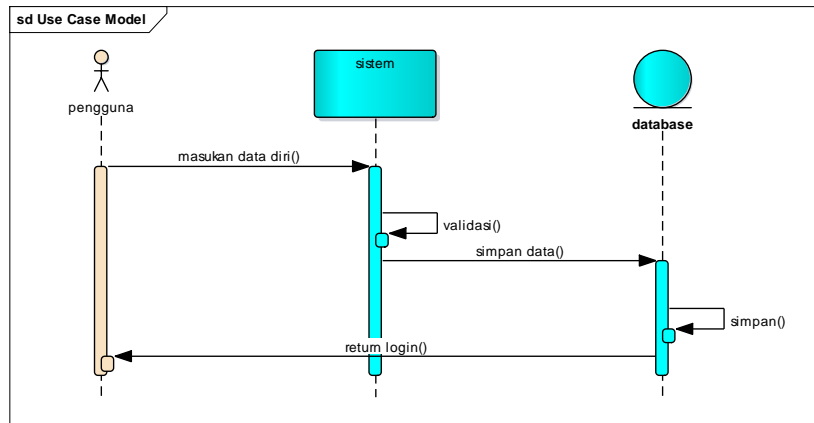 sd Use Case Model
pengguna
sistem
database
masukan data diri()
validasi()
simpan data()
simpan()
return login()